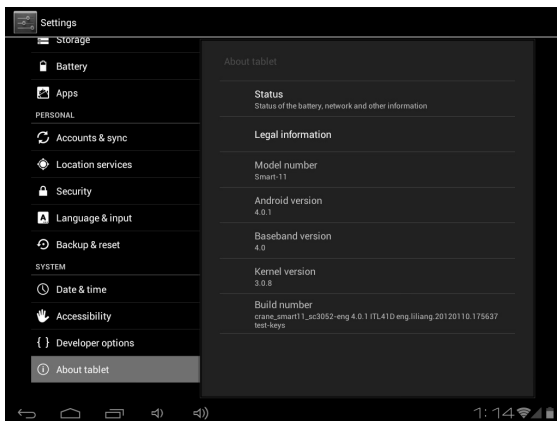 Settings
Storage
Battery
Apps
PERSONAL
Accounts & sync
Location services
Security
Language & input
Backup & reset
SYSTEM
Date & time
Accessibility
{ } Developer options
About tablet
About tablet
Status
Status of the battery, network and other information
Legal information
Model number
Smart-11
Android version
4.0.1
Baseband version
4.0
Kernel version
3.0.8
Build number
crane_smart11_sc3052-eng 4.0.1 ITL41D eng.liliang.20120110.175637
test-keys
1:14